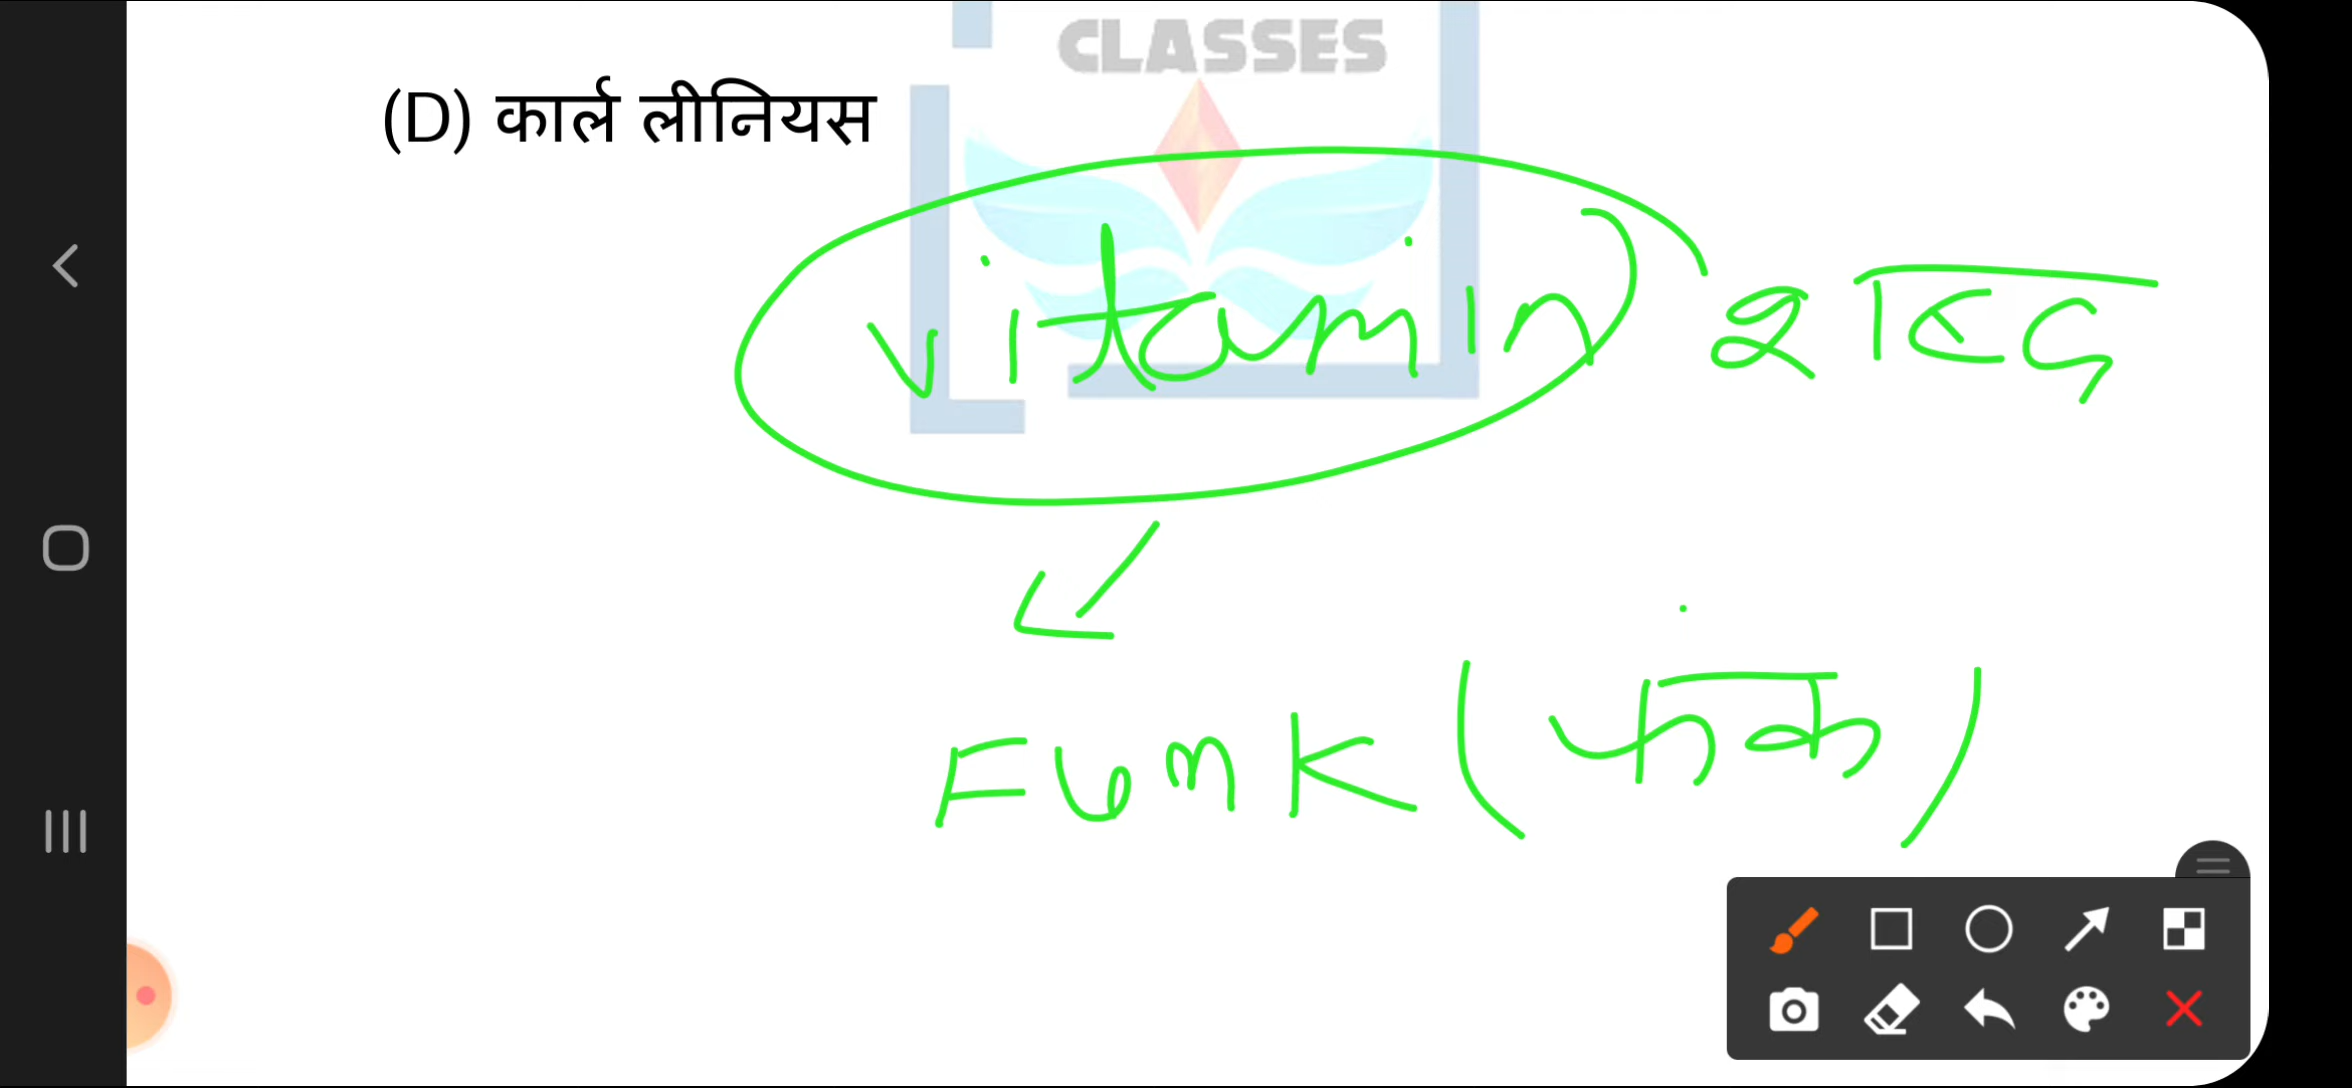 CLASSES
(D) कार्ल लीनियस
vitamin शब्द
Funk (फंक)